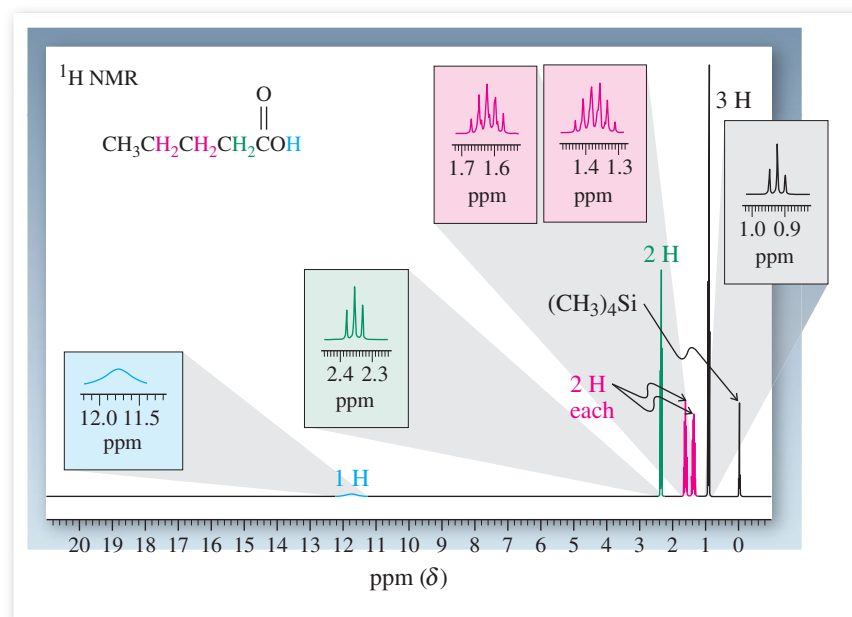 ¹H NMR
O
CH₃CH₂CH₂CH₂COH
1.7 1.6
ppm
1.4 1.3
ppm
3 H
1.0 0.9
ppm
2 H
(CH₃)₄Si
2.4 2.3
ppm
2 H
each
12.0 11.5
ppm
1 H
20 19 18 17 16 15 14 13 12 11 10 9 8 7 6 5 4 3 2 1 0
ppm (δ)